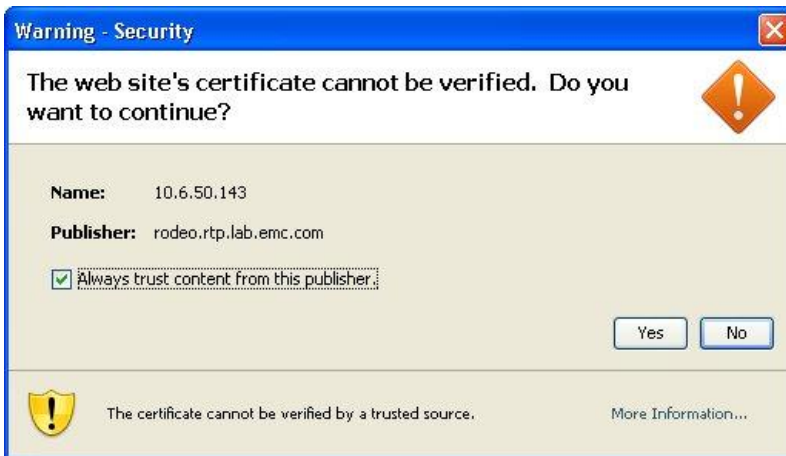 Warning - Security
The web site's certificate cannot be verified. Do you
want to continue?
Name: 10.6.50.143
Publisher: rodeo.rtp.lab.emc.com
Always trust content from this publisher.
Yes No
The certificate cannot be verified by a trusted source. More Information...